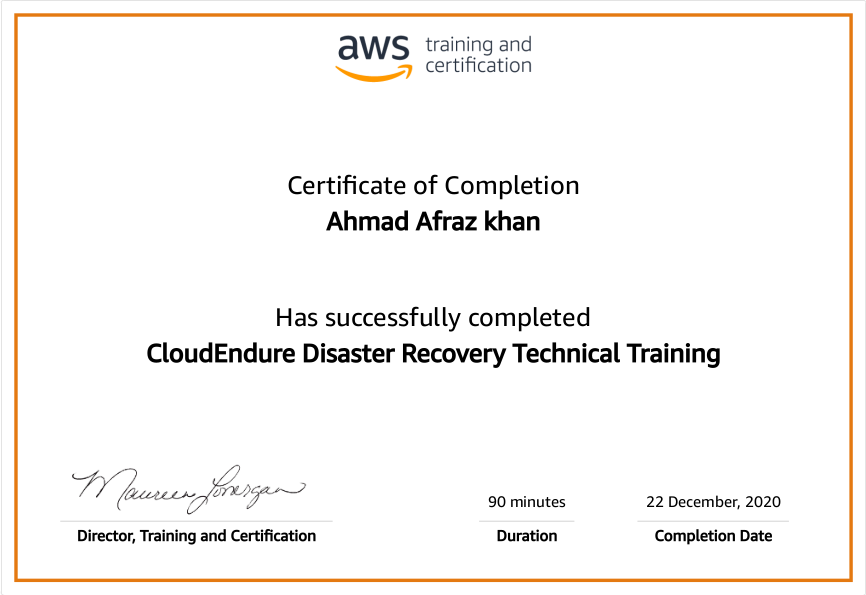 aws training and
certification
Certificate of Completion
Ahmad Afraz khan
Has successfully completed
CloudEndure Disaster Recovery Technical Training
Maureen Lonergan
90 minutes
22 December, 2020
Director, Training and Certification
Duration
Completion Date